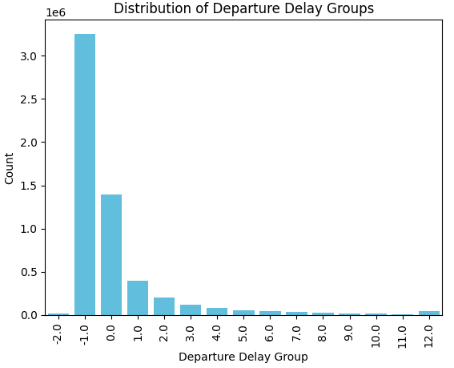 Distribution of Departure Delay Groups
1e6
3.0
2.5
2.0
1.5
1.0
0.5
0.0
Count
-2.0 -1.0 0.0 1.0 2.0 3.0 4.0 5.0 6.0 7.0 8.0 9.0 10.0 11.0 12.0
Departure Delay Group